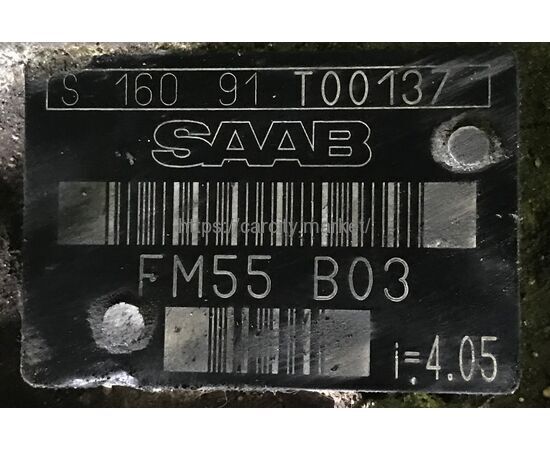 S 160 91 T00137
SAAB
https://carcity.market/
FM55 B03
i=4.05